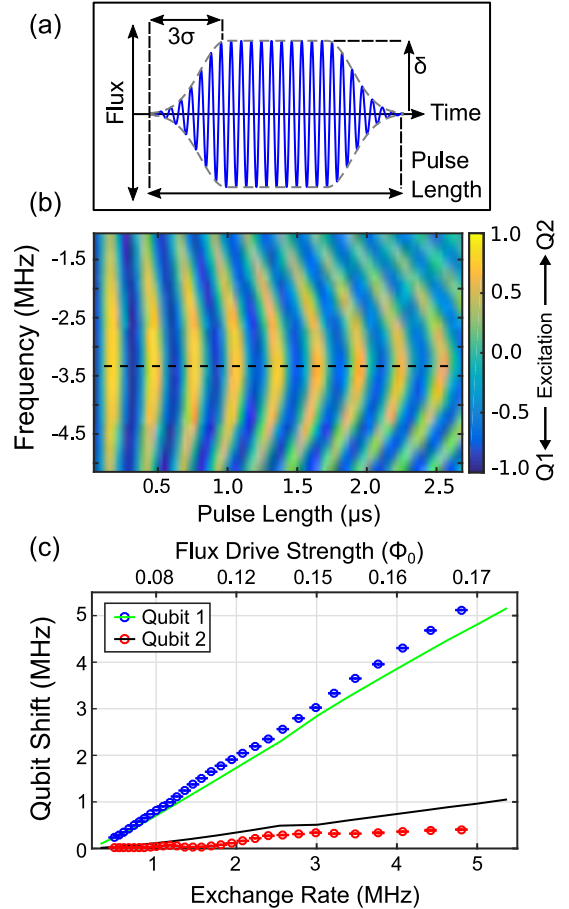 (a)
3σ
δ
Flux
Time
Pulse
Length
(b)
Frequency (MHz)
-1.5
-2.5
-3.5
-4.5
0.5 1.0 1.5 2.0 2.5
Pulse Length (µs)
1.0
0.5
0.0
-0.5
-1.0
Q1 Excitation Q2
(c)
Flux Drive Strength (Φ0)
0.08 0.12 0.15 0.16 0.17
Qubit 1
Qubit 2
Qubit Shift (MHz)
5
4
3
2
1
0
1 2 3 4 5
Exchange Rate (MHz)